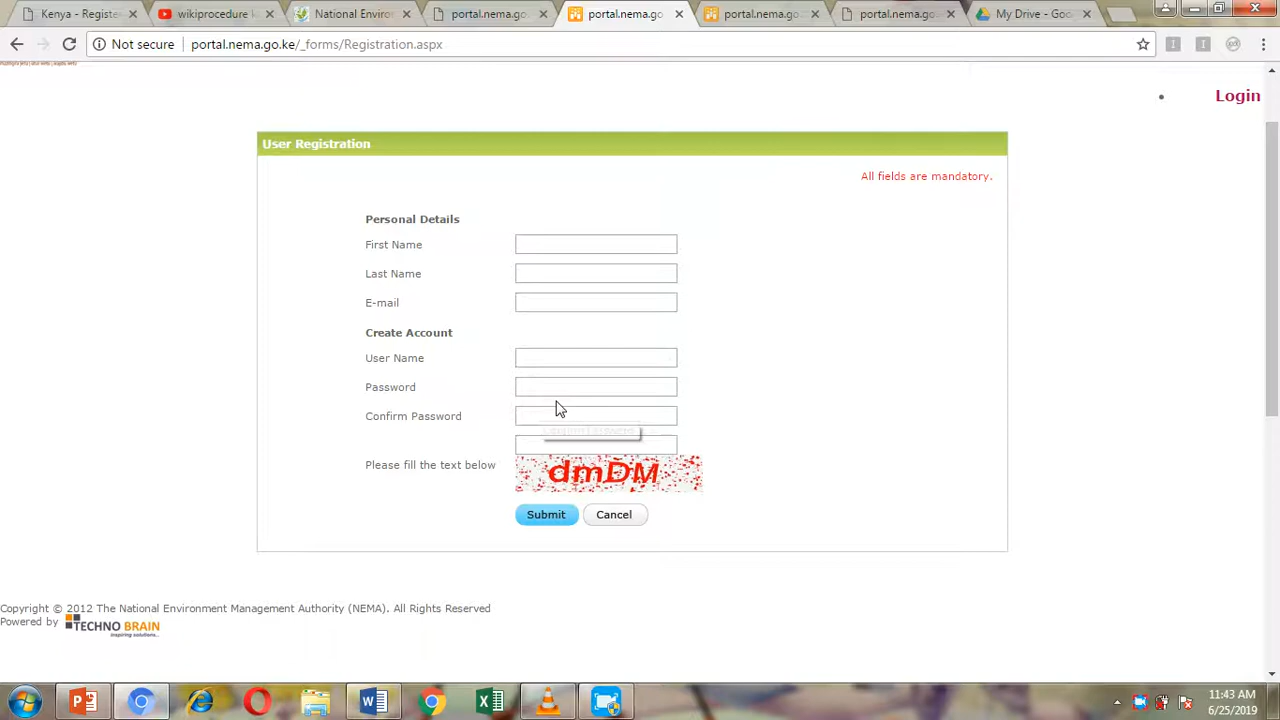 Kenya - Registe
wikiprocedure
National Enviro
portal.nema.go.
portal.nema.go
portal.nema.go.
portal.nema.go.
My Drive - Goo
Not secure
portal.nema.go.ke/_forms/Registration.aspx
Login
User Registration
All fields are mandatory.
Personal Details
First Name
Last Name
E-mail
Create Account
User Name
Password
Confirm Password
Please fill the text below
dmDM
Submit
Cancel
Copyright © 2012 The National Environment Management Authority (NEMA). All Rights Reserved
Powered by
TECHNO BRAIN
inspiring solutions...
11:43 AM
6/25/2019